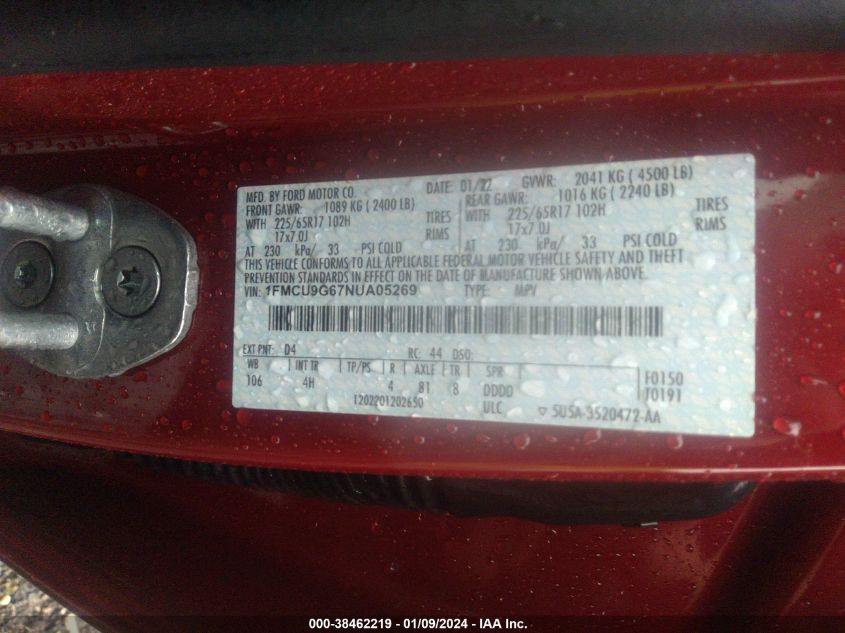 MFD. BY FORD MOTOR CO. DATE: 01/22 GVWR: 2041 KG ( 4500 LB)
FRONT GAWR: 1089 KG ( 2400 LB) REAR GAWR: 1016 KG ( 2240 LB)
WITH 225/65R17 102H TIRES WITH 225/65R17 102H TIRES
17x7.0J RIMS 17x7.0J RIMS
AT 230 kPa/ 33 PSI COLD AT 230 kPa/ 33 PSI COLD
THIS VEHICLE CONFORMS TO ALL APPLICABLE FEDERAL MOTOR VEHICLE SAFETY AND THEFT
PREVENTION STANDARDS IN EFFECT ON THE DATE OF MANUFACTURE SHOWN ABOVE.
VIN: 1FMCU9G67NUA05269 TYPE: MPV
EXT PNT: D4 RC: 44 DSO:
WB INT TR TP/PS R AXLE TR SPR
106 4H 4 81 8 DDDD F0150
1202201202650 ULC T0191
▽ 5U5A-3520472-AA
000-38462219 - 01/09/2024 - IAA Inc.